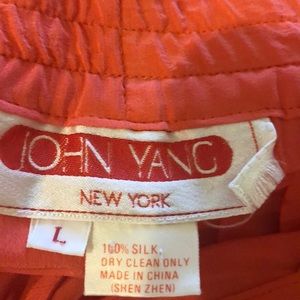 JOHN YANG
NEW YORK
L
100% SILK
DRY CLEAN ONLY
MADE IN CHINA
(SHEN ZHEN)